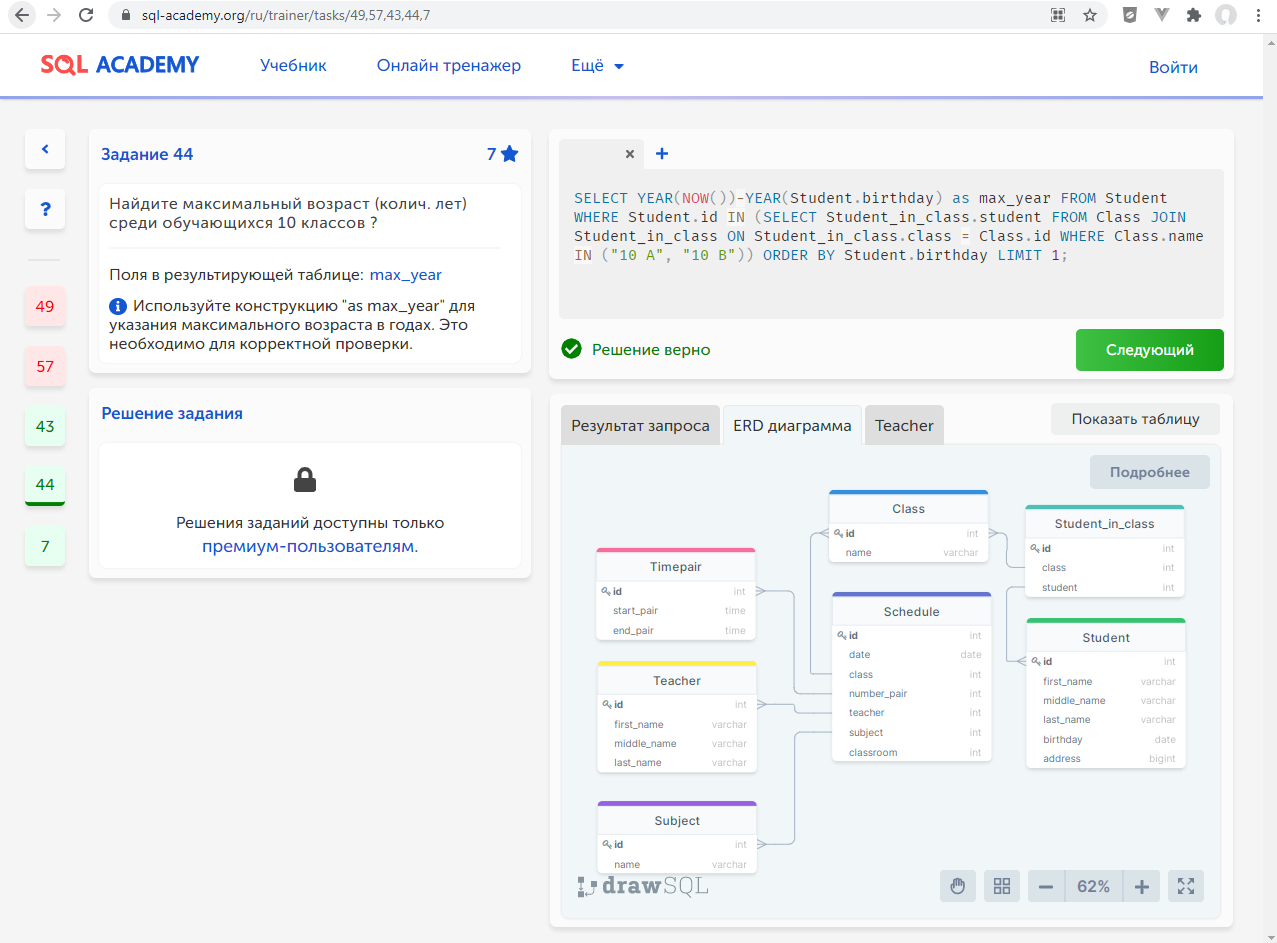 sql-academy.org/ru/trainer/tasks/49,57,43,44,7
SQL ACADEMY
Учебник
Онлайн тренажер
Ещё
Войти
?
49
57
43
44
7
Задание 44
7
Найдите максимальный возраст (колич. лет)
среди обучающихся 10 классов ?
Поля в результирующей таблице: max_year
Используйте конструкцию "as max_year" для
указания максимального возраста в годах. Это
необходимо для корректной проверки.
Решение задания
Решения заданий доступны только
премиум-пользователям.
SELECT YEAR(NOW())-YEAR(Student.birthday) as max_year FROM Student
WHERE Student.id IN (SELECT Student_in_class.student FROM Class JOIN
Student_in_class ON Student_in_class.class = Class.id WHERE Class.name
IN ("10 A", "10 B")) ORDER BY Student.birthday LIMIT 1;
Решение верно
Следующий
Результат запроса
ERD диаграмма
Teacher
Показать таблицу
Подробнее
Timepair
id int
start_pair time
end_pair time
Teacher
id int
first_name varchar
middle_name varchar
last_name varchar
Subject
id int
name varchar
Class
id int
name varchar
Schedule
id int
date date
class int
number_pair int
teacher int
subject int
classroom int
Student_in_class
id int
class int
student int
Student
id int
first_name varchar
middle_name varchar
last_name varchar
birthday date
address bigint
drawSQL
62%